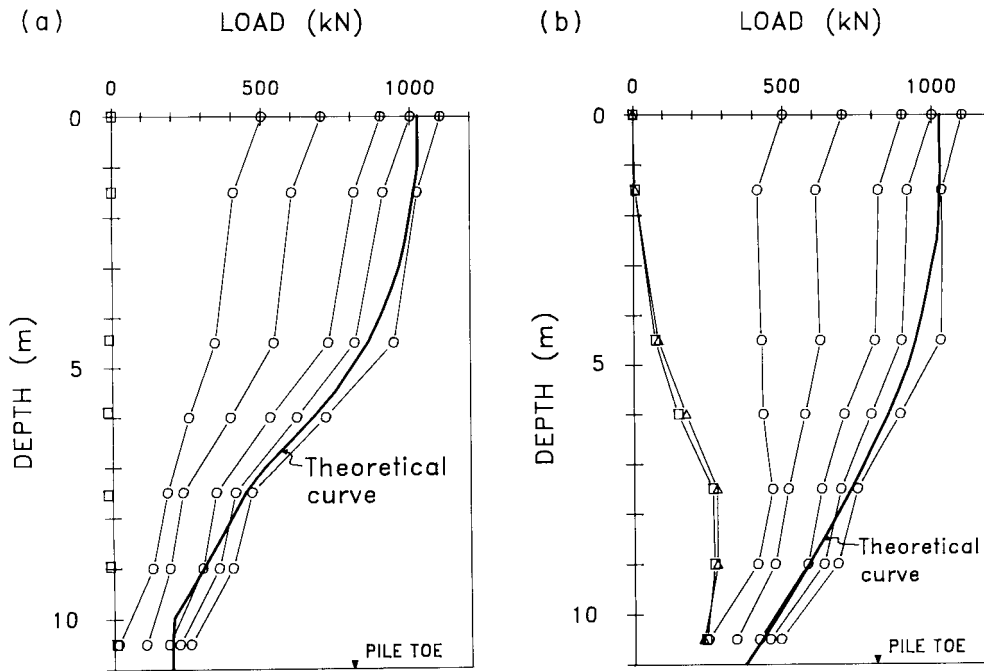 (a) LOAD (kN)
0 500 1000
0
5
10
DEPTH (m)
Theoretical
curve
PILE TOE
(b) LOAD (kN)
0 500 1000
0
5
10
DEPTH (m)
Theoretical
curve
PILE TOE